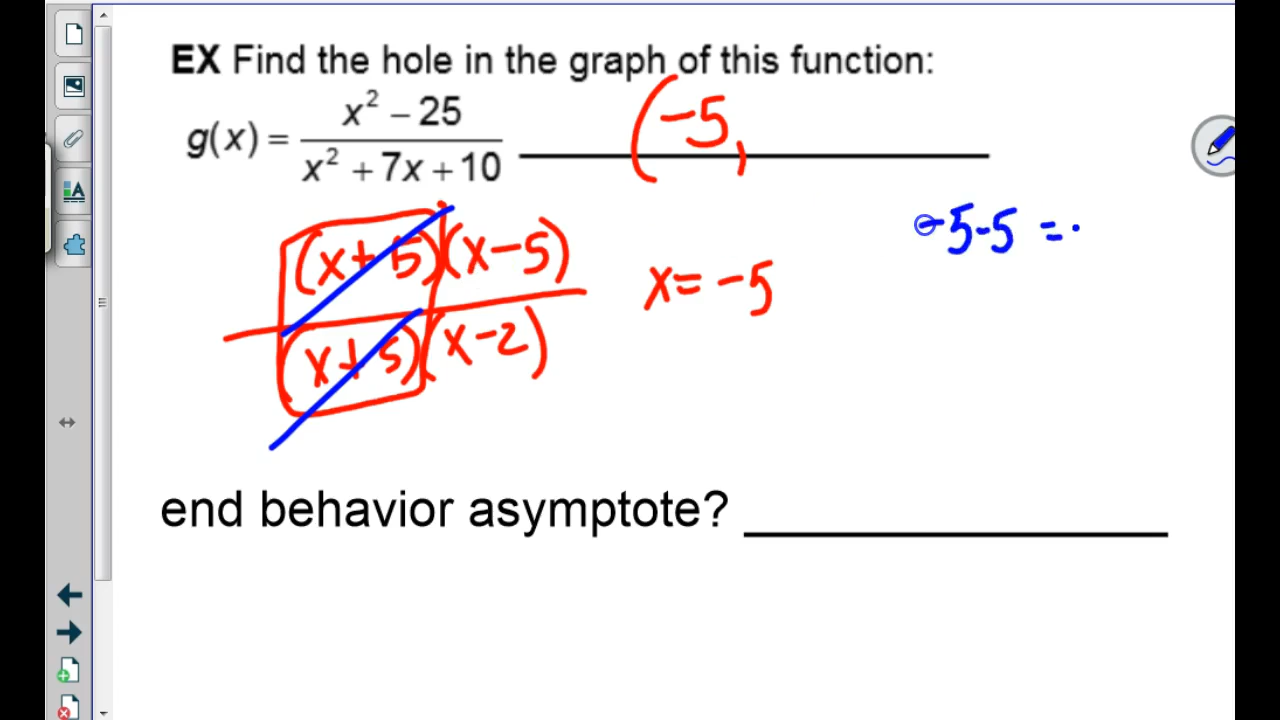 EX Find the hole in the graph of this function:
g(x) = x² – 25 / x² + 7x + 10 (-5,
-5-5 = -
(x+5)(x-5)
x = -5
(x+5)(x-2)
end behavior asymptote?